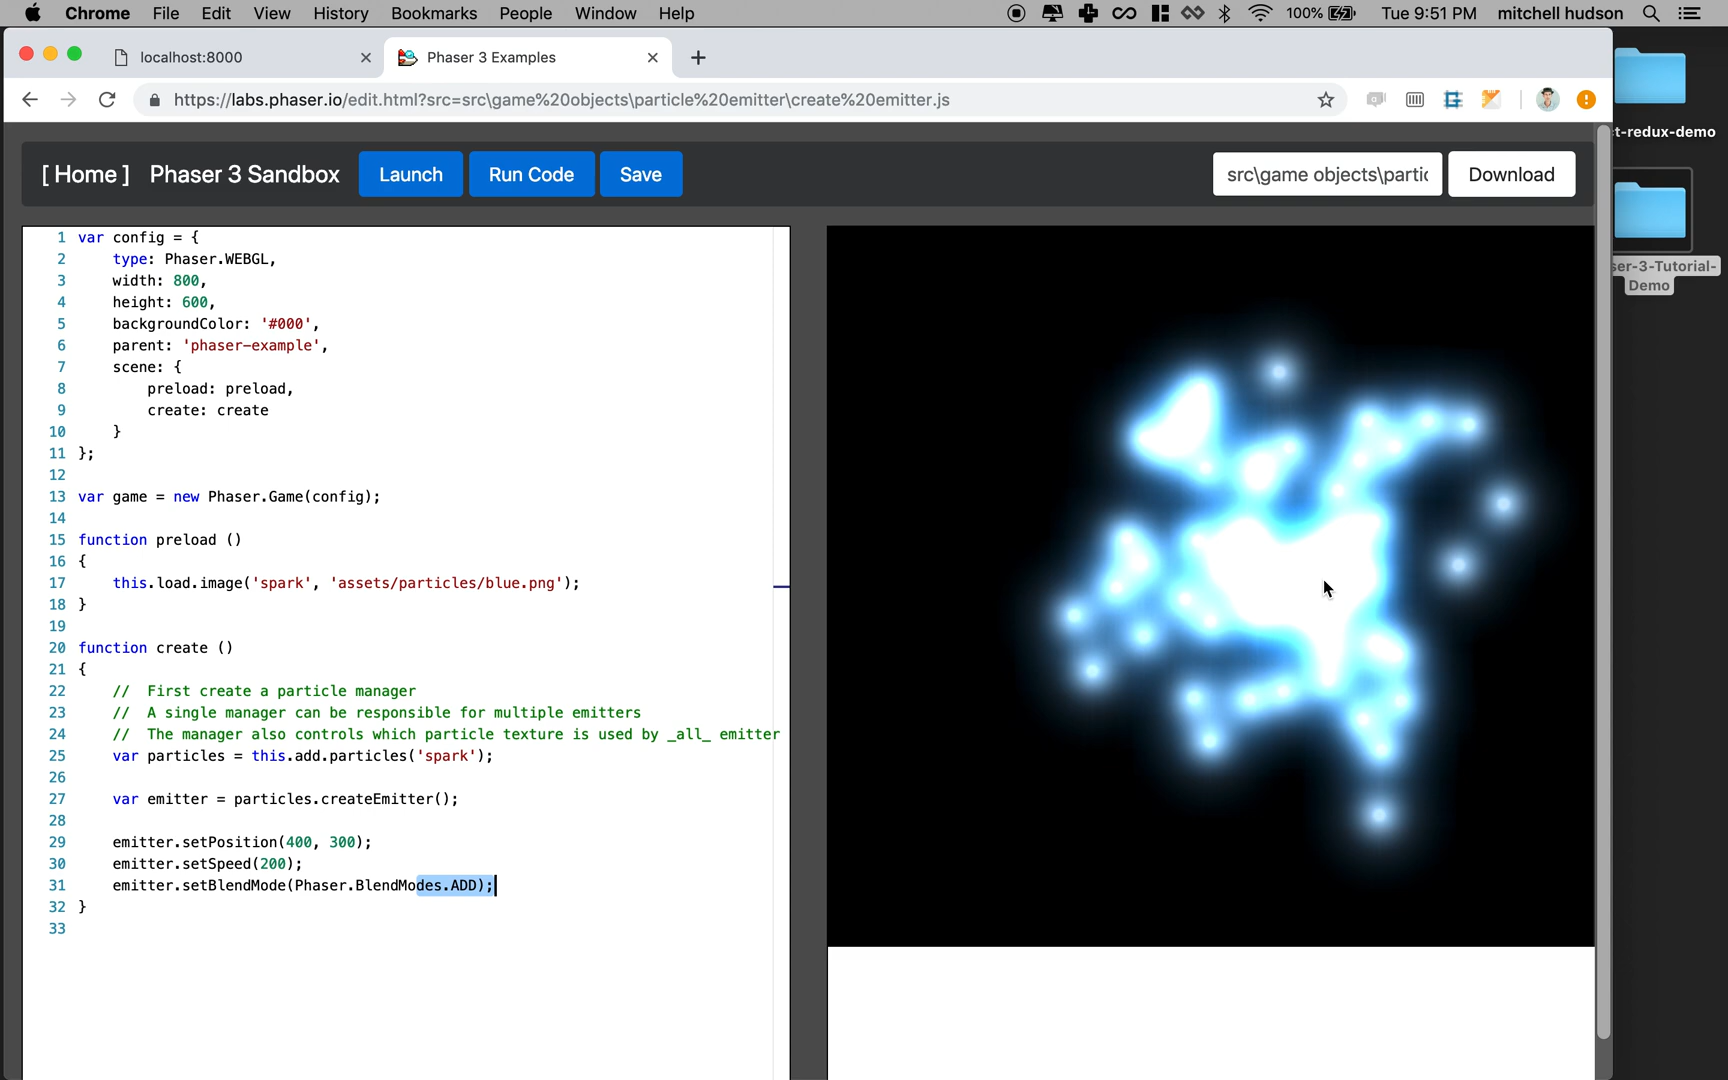 Chrome File Edit View History Bookmarks People Window Help 100% Tue 9:51 PM mitchell hudson
localhost:8000 Phaser 3 Examples
https://labs.phaser.io/edit.html?src=src\game%20objects\particle%20emitter\create%20emitter.js
t-redux-demo
ser-3-Tutorial-
Demo
[ Home ] Phaser 3 Sandbox Launch Run Code Save src\game objects\partic Download
1 var config = {
2 type: Phaser.WEBGL,
3 width: 800,
4 height: 600,
5 backgroundColor: '#000',
6 parent: 'phaser-example',
7 scene: {
8 preload: preload,
9 create: create
10 }
11 };
12
13 var game = new Phaser.Game(config);
14
15 function preload ()
16 {
17 this.load.image('spark', 'assets/particles/blue.png');
18 }
19
20 function create ()
21 {
22 // First create a particle manager
23 // A single manager can be responsible for multiple emitters
24 // The manager also controls which particle texture is used by _all_ emitter
25 var particles = this.add.particles('spark');
26
27 var emitter = particles.createEmitter();
28
29 emitter.setPosition(400, 300);
30 emitter.setSpeed(200);
31 emitter.setBlendMode(Phaser.BlendModes.ADD);
32 }
33